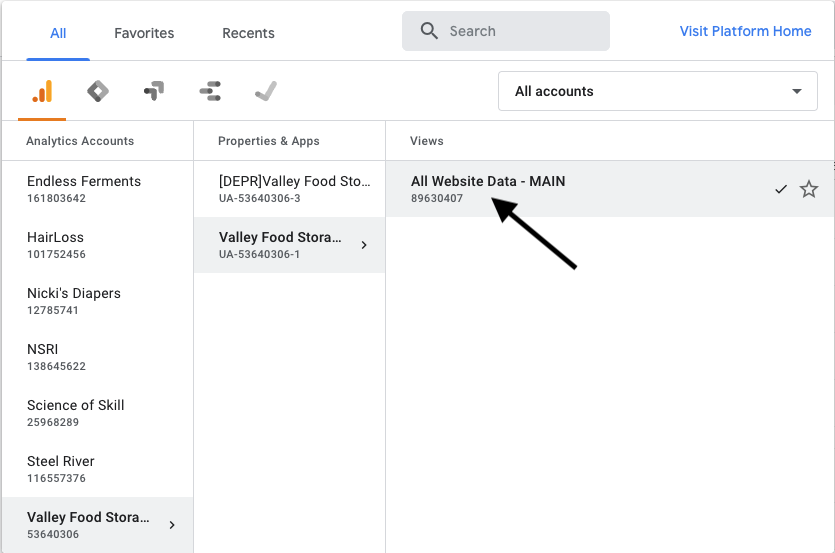 All Favorites Recents Search Visit Platform Home
All accounts
Analytics Accounts
Endless Ferments
161803642
HairLoss
101752456
Nicki's Diapers
12785741
NSRI
138645622
Science of Skill
25968289
Steel River
116557376
Valley Food Stora...
53640306
Properties & Apps
[DEPR]Valley Food Sto...
UA-53640306-3
Valley Food Stora...
UA-53640306-1
Views
All Website Data - MAIN
89630407